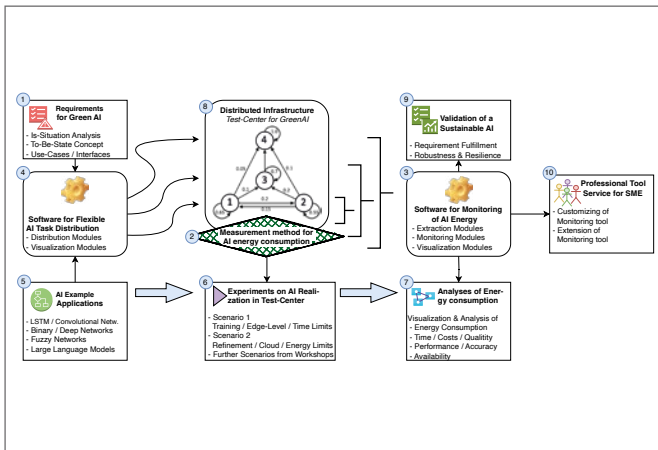 1
Requirements
for Green AI
- Is-Situation Analysis
- To-Be-State Concept
- Use-Cases / Interfaces
4
Software for Flexible
AI Task Distribution
- Distribution Modules
- Visualization Modules
5
AI Example
Applications
- LSTM / Convolutional Netw.
- Binary / Deep Networks
- Fuzzy Networks
- Large Language Models
8
Distributed Infrastructure
Test-Center for GreenAI
4
3
1
2
2
Measurement method for
AI energy consumption
6
Experiments on AI Reali-
zation in Test-Center
- Scenario 1
Training / Edge-Level / Time Limits
- Scenario 2
Refinement / Cloud / Energy Limits
- Further Scenarios from Workshops
9
Validation of a
Sustainable AI
- Requirement Fulfillment
- Robustness & Resilience
3
Software for Monitoring
of AI Energy
- Extraction Modules
- Monitoring Modules
- Visualization Modules
7
Analyses of Ener-
gy consumption
Visualization & Analysis of
- Energy Consumption
- Time / Costs / Qualitity
- Performance / Accuracy
- Availability
10
Professional Tool
Service for SME
- Customizing of
Monitoring tool
- Extension of
Monitoring tool